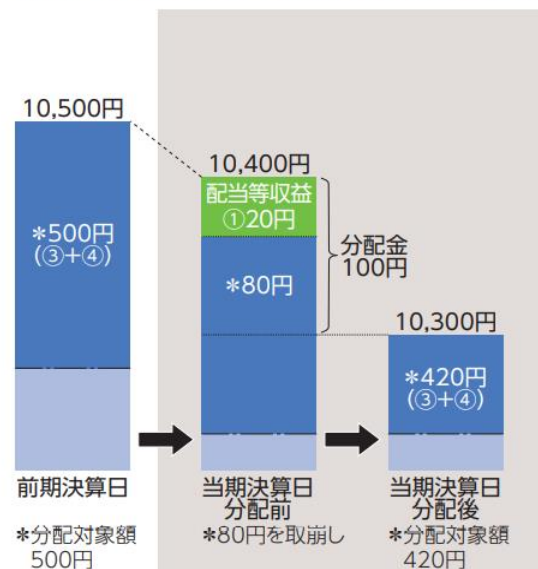 10,500円
*500円
(③+④)
前期決算日
*分配対象額
500円
10,400円
配当等収益
①20円
*80円
分配金
100円
当期決算日
分配前
*80円を取崩し
10,300円
*420円
(③+④)
当期決算日
分配後
*分配対象額
420円